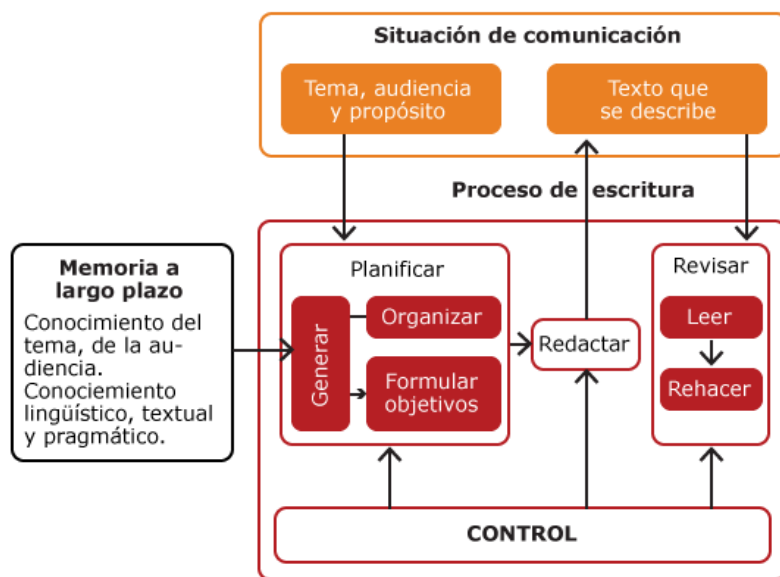 Situación de comunicación
Tema, audiencia
y propósito
Texto que
se describe
Proceso de escritura
Memoria a
largo plazo
Conocimiento del
tema, de la au-
diencia.
Conociemiento
lingüístico, textual
y pragmático.
Planificar
Generar
Organizar
Formular
objetivos
Redactar
Revisar
Leer
Rehacer
CONTROL